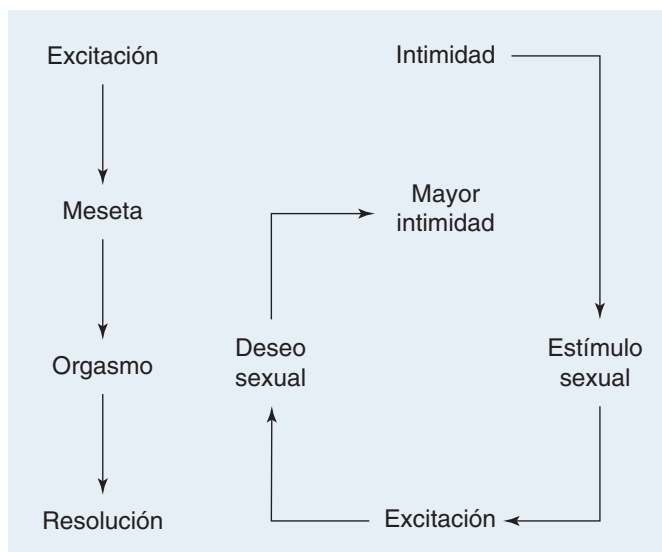 Excitación
Meseta
Orgasmo
Resolución
Intimidad
Mayor
intimidad
Deseo
sexual
Estímulo
sexual
Excitación